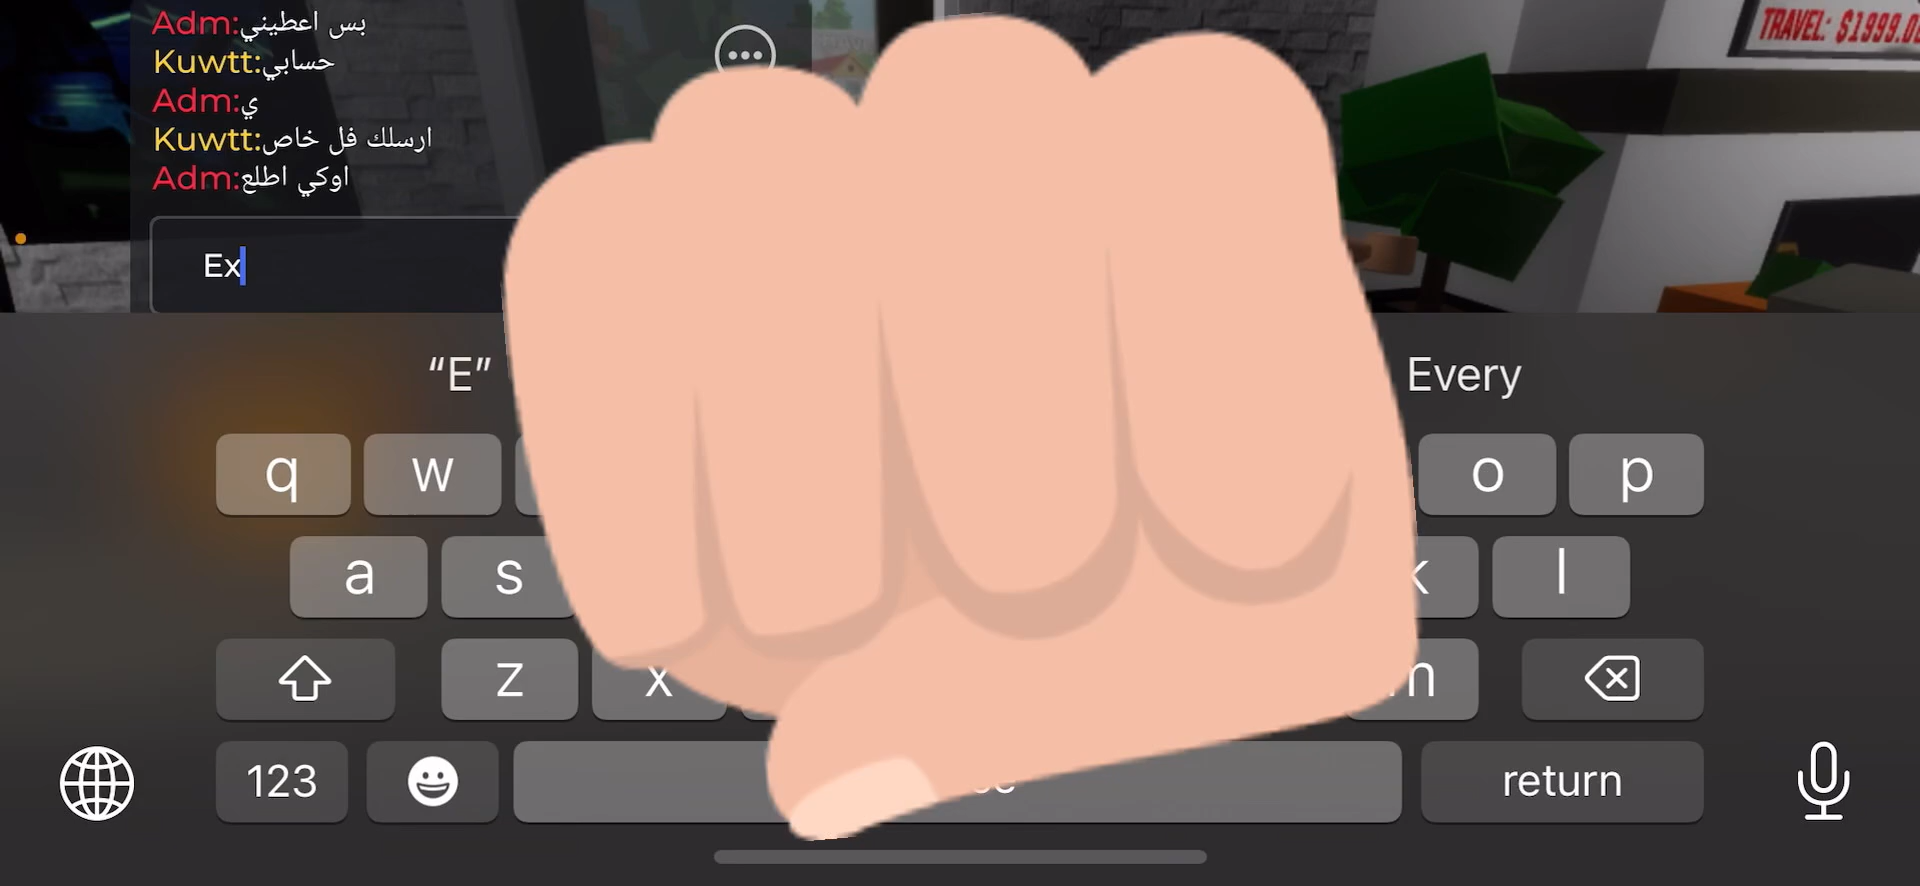 Adm:بس اعطيني
Kuwtt:حسابي
Adm:ي
Kuwtt:ارسلك فل خاص
Adm:اوكي اطلع
TRAVEL: $1999.0
Ex
“E”
Every
q w o p
a s k l
z x m
123
return